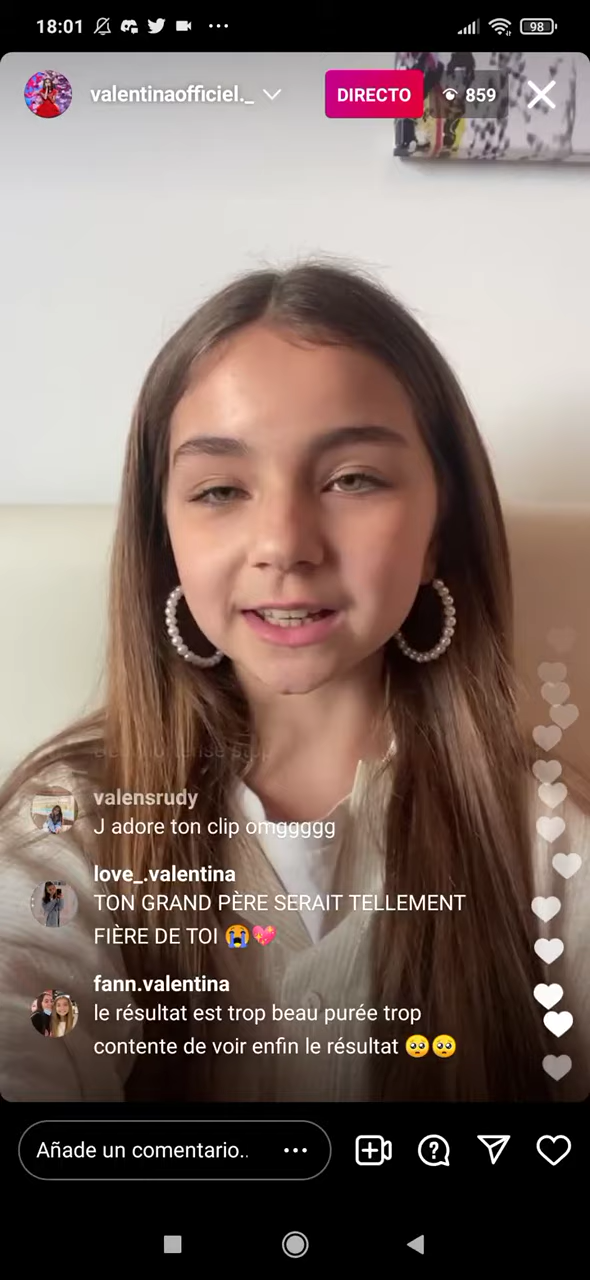 18:01
98
valentinaofficiel._
DIRECTO
859
valensrudy
J adore ton clip omggggg
love_.valentina
TON GRAND PÈRE SERAIT TELLEMENT
FIÈRE DE TOI 😭💖
fann.valentina
le résultat est trop beau purée trop
contente de voir enfin le résultat 🥺🥺
Añade un comentario..